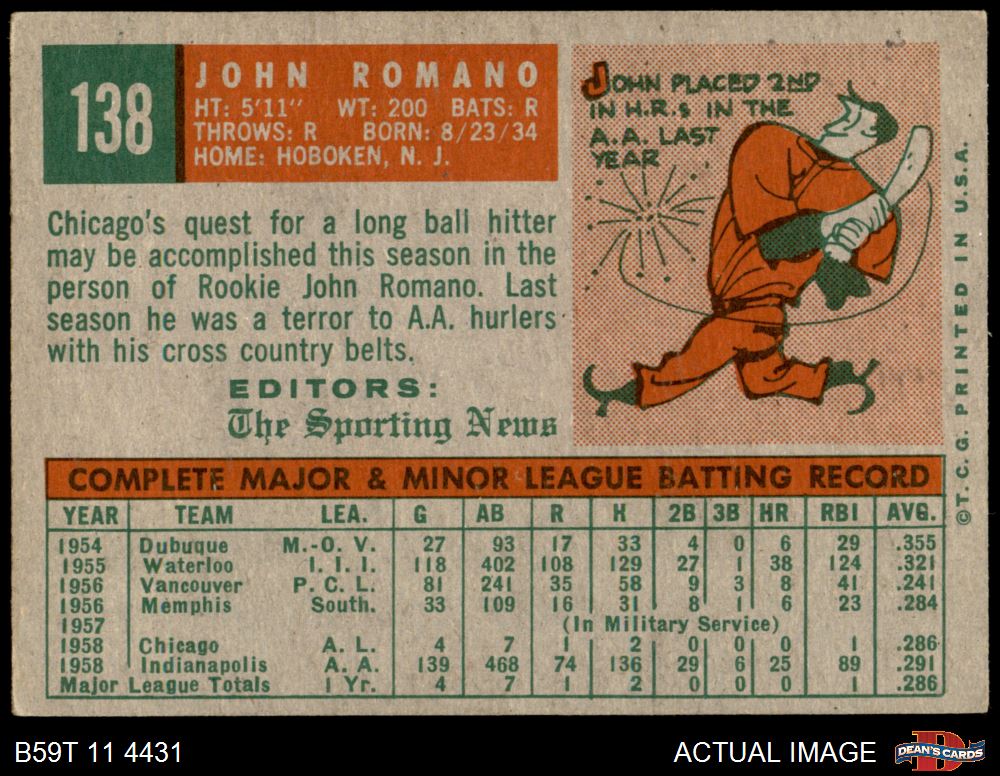 138
JOHN ROMANO
HT: 5'11" WT: 200 BATS: R
THROWS: R BORN: 8/23/34
HOME: HOBOKEN, N. J.
JOHN PLACED 2ND
IN H.R.s IN THE
A.A. LAST
YEAR
Chicago's quest for a long ball hitter
may be accomplished this season in the
person of Rookie John Romano. Last
season he was a terror to A.A. hurlers
with his cross country belts.
EDITORS:
The Sporting News
COMPLETE MAJOR & MINOR LEAGUE BATTING RECORD
YEAR TEAM LEA. G AB R H 2B 3B HR RBI AVG.
1954 Dubuque M.-O. V. 27 93 17 33 4 0 6 29 .355
1955 Waterloo I. I. I. 118 402 108 129 27 1 38 124 .321
1956 Vancouver P. C. L. 81 241 35 58 9 3 8 41 .241
1956 Memphis South. 33 109 16 31 8 1 6 23 .284
1957 (In Military Service)
1958 Chicago A. L. 4 7 1 2 0 0 0 1 .286
1958 Indianapolis A. A. 139 468 74 136 29 6 25 89 .291
Major League Totals 1 Yr. 4 7 1 2 0 0 0 1 .286
©T. C. G. PRINTED IN U.S.A.
B59T 11 4431
ACTUAL IMAGE
DEAN'S CARDS